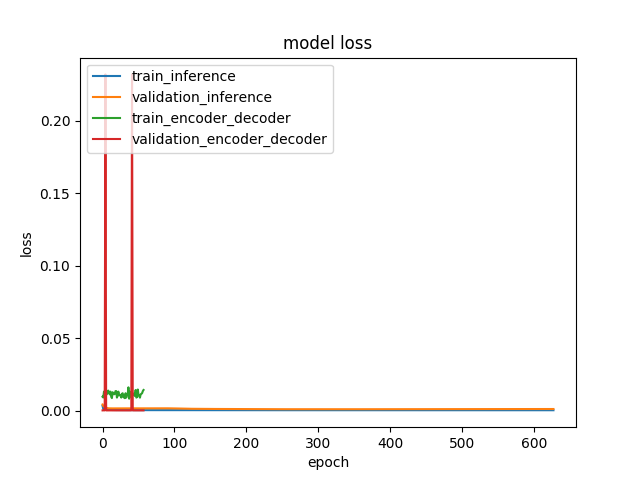 model loss
train_inference
validation_inference
train_encoder_decoder
validation_encoder_decoder
0.20
0.15
loss
0.10
0.05
0.00
0 100 200 300 400 500 600
epoch